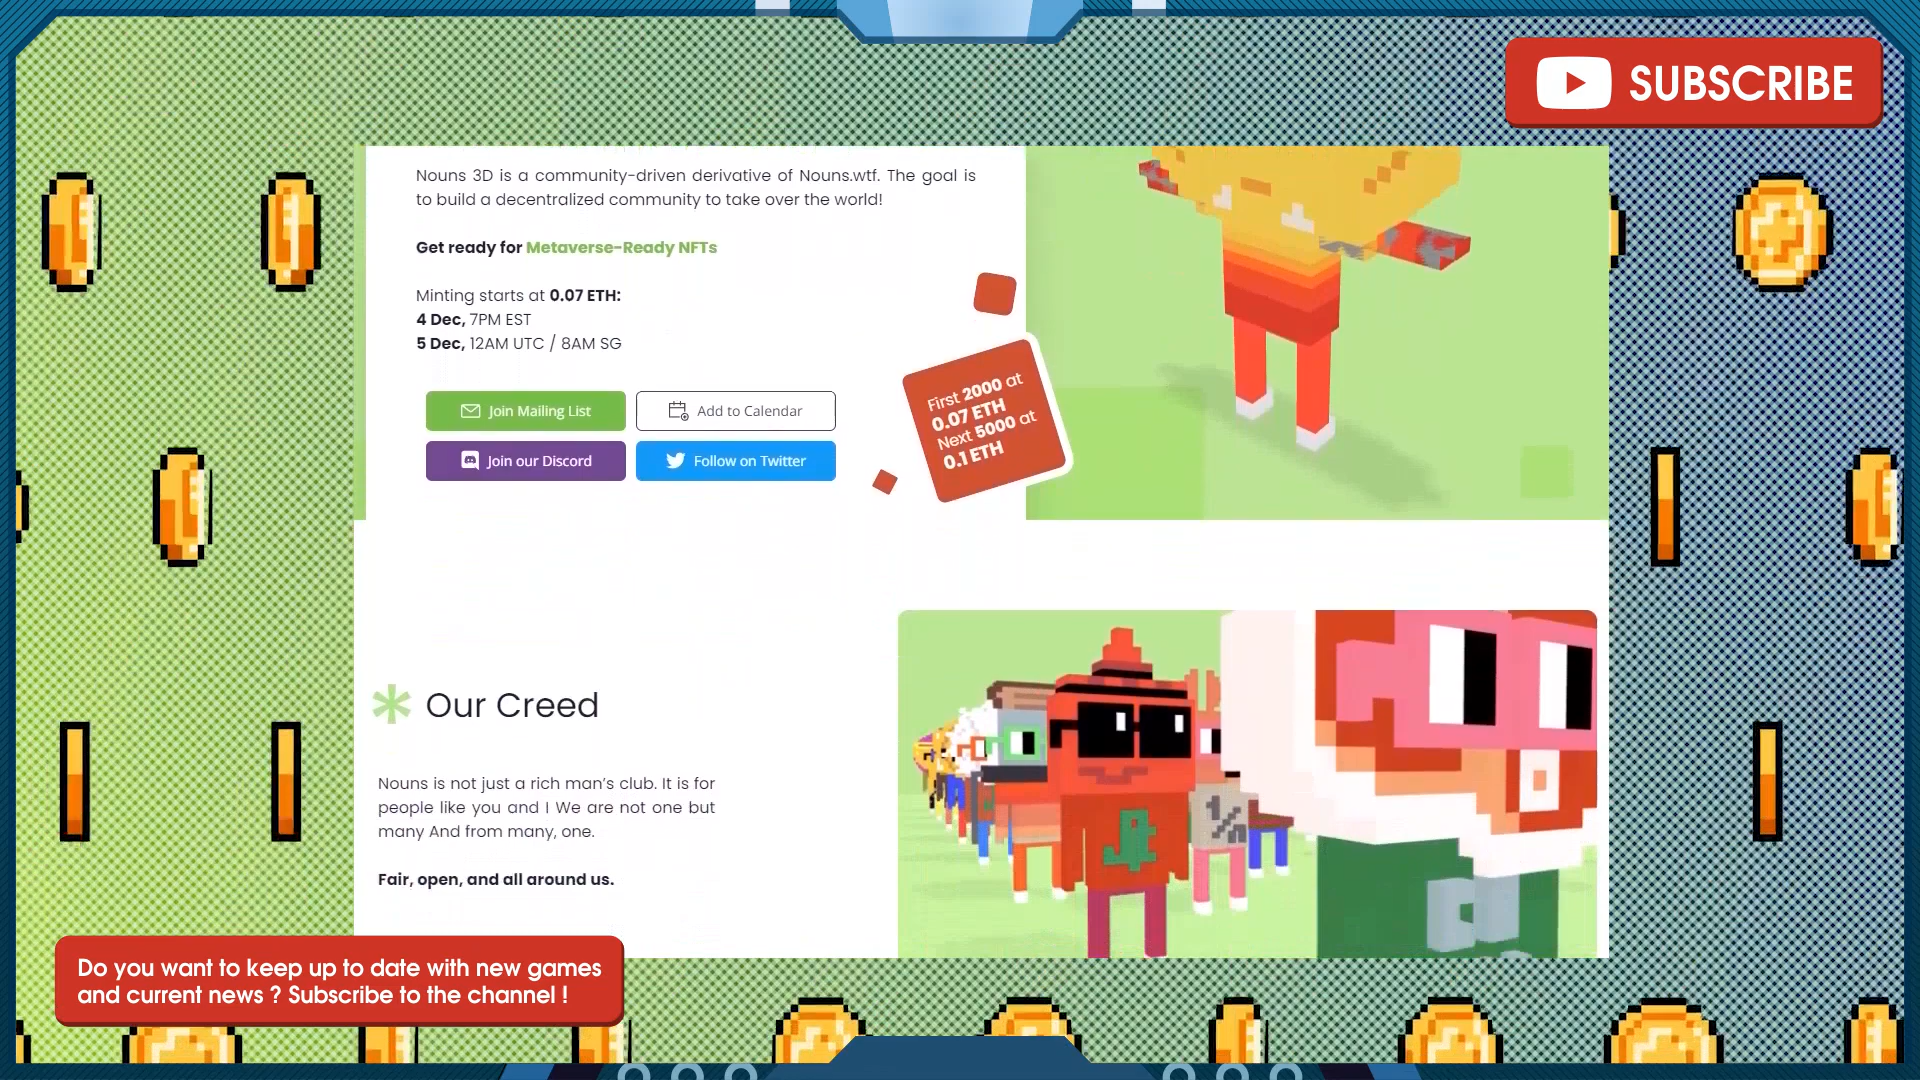 SUBSCRIBE
Nouns 3D is a community-driven derivative of Nouns.wtf. The goal is
to build a decentralized community to take over the world!
Get ready for Metaverse-Ready NFTs
Minting starts at 0.07 ETH:
4 Dec, 7PM EST
5 Dec, 12AM UTC / 8AM SG
Join Mailing List
Add to Calendar
Join our Discord
Follow on Twitter
First 2000 at
0.07 ETH
Next 5000 at
0.1 ETH
Our Creed
Nouns is not just a rich man’s club. It is for
people like you and I We are not one but
many And from many, one.
Fair, open, and all around us.
Do you want to keep up to date with new games
and current news ? Subscribe to the channel !